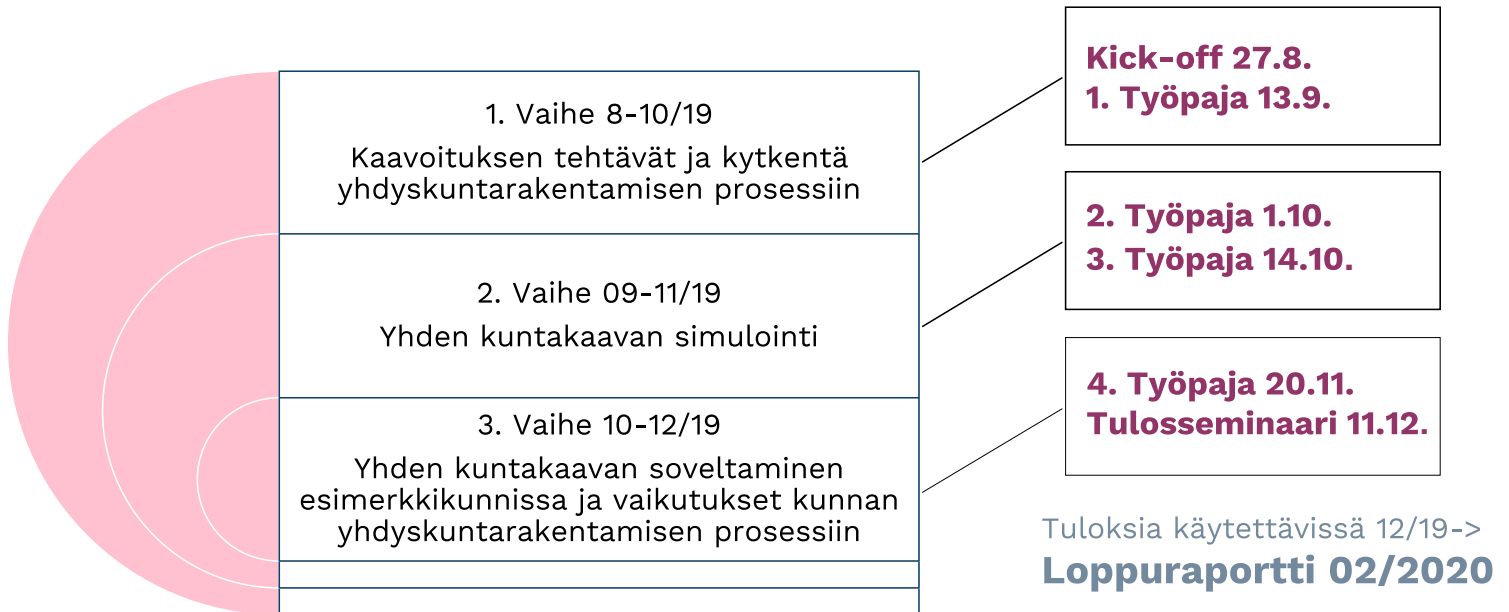 1. Vaihe 8-10/19
Kaavoituksen tehtävät ja kytkentä
yhdyskuntarakentamisen prosessiin
2. Vaihe 09-11/19
Yhden kuntakaavan simulointi
3. Vaihe 10-12/19
Yhden kuntakaavan soveltaminen
esimerkkikunnissa ja vaikutukset kunnan
yhdyskuntarakentamisen prosessiin
Kick-off 27.8.
1. Työpaja 13.9.
2. Työpaja 1.10.
3. Työpaja 14.10.
4. Työpaja 20.11.
Tulosseminaari 11.12.
Tuloksia käytettävissä 12/19->
Loppuraportti 02/2020